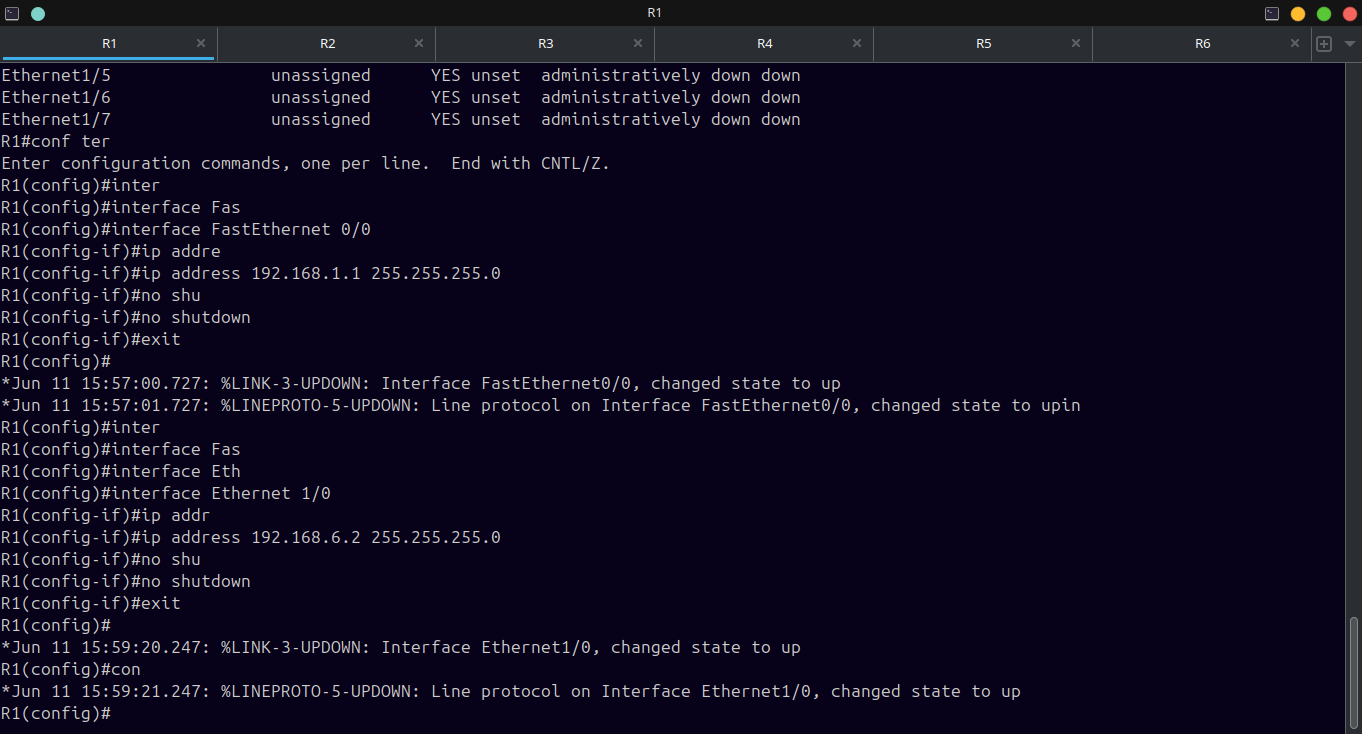 R1
R1 R2 R3 R4 R5 R6
Ethernet1/5                unassigned      YES unset  administratively down down
Ethernet1/6                unassigned      YES unset  administratively down down
Ethernet1/7                unassigned      YES unset  administratively down down
R1#conf ter
Enter configuration commands, one per line.  End with CNTL/Z.
R1(config)#inter
R1(config)#interface Fas
R1(config)#interface FastEthernet 0/0
R1(config-if)#ip addre
R1(config-if)#ip address 192.168.1.1 255.255.255.0
R1(config-if)#no shu
R1(config-if)#no shutdown
R1(config-if)#exit
R1(config)#
*Jun 11 15:57:00.727: %LINK-3-UPDOWN: Interface FastEthernet0/0, changed state to up
*Jun 11 15:57:01.727: %LINEPROTO-5-UPDOWN: Line protocol on Interface FastEthernet0/0, changed state to upin
R1(config)#inter
R1(config)#interface Fas
R1(config)#interface Eth
R1(config)#interface Ethernet 1/0
R1(config-if)#ip addr
R1(config-if)#ip address 192.168.6.2 255.255.255.0
R1(config-if)#no shu
R1(config-if)#no shutdown
R1(config-if)#exit
R1(config)#
*Jun 11 15:59:20.247: %LINK-3-UPDOWN: Interface Ethernet1/0, changed state to up
R1(config)#con
*Jun 11 15:59:21.247: %LINEPROTO-5-UPDOWN: Line protocol on Interface Ethernet1/0, changed state to up
R1(config)#